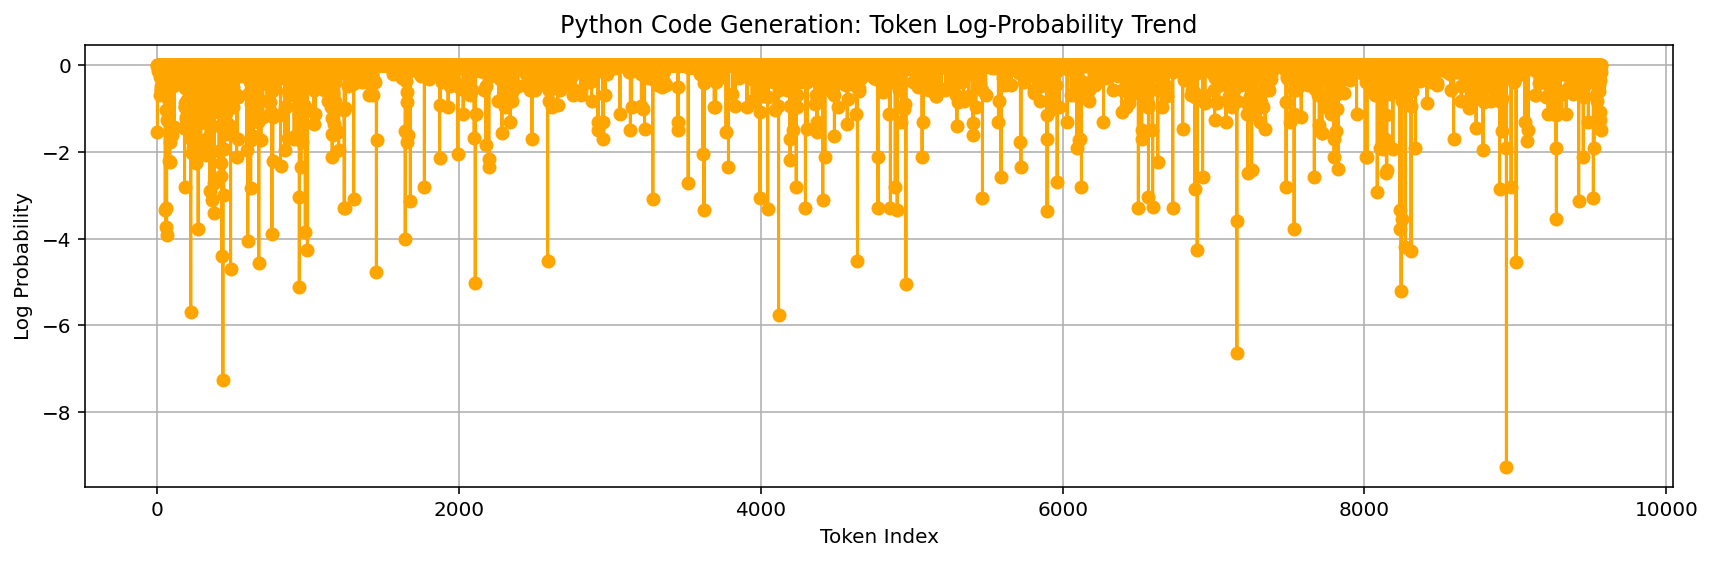 Python Code Generation: Token Log-Probability Trend
Log Probability
0
−2
−4
−6
−8
0 2000 4000 6000 8000 10000
Token Index